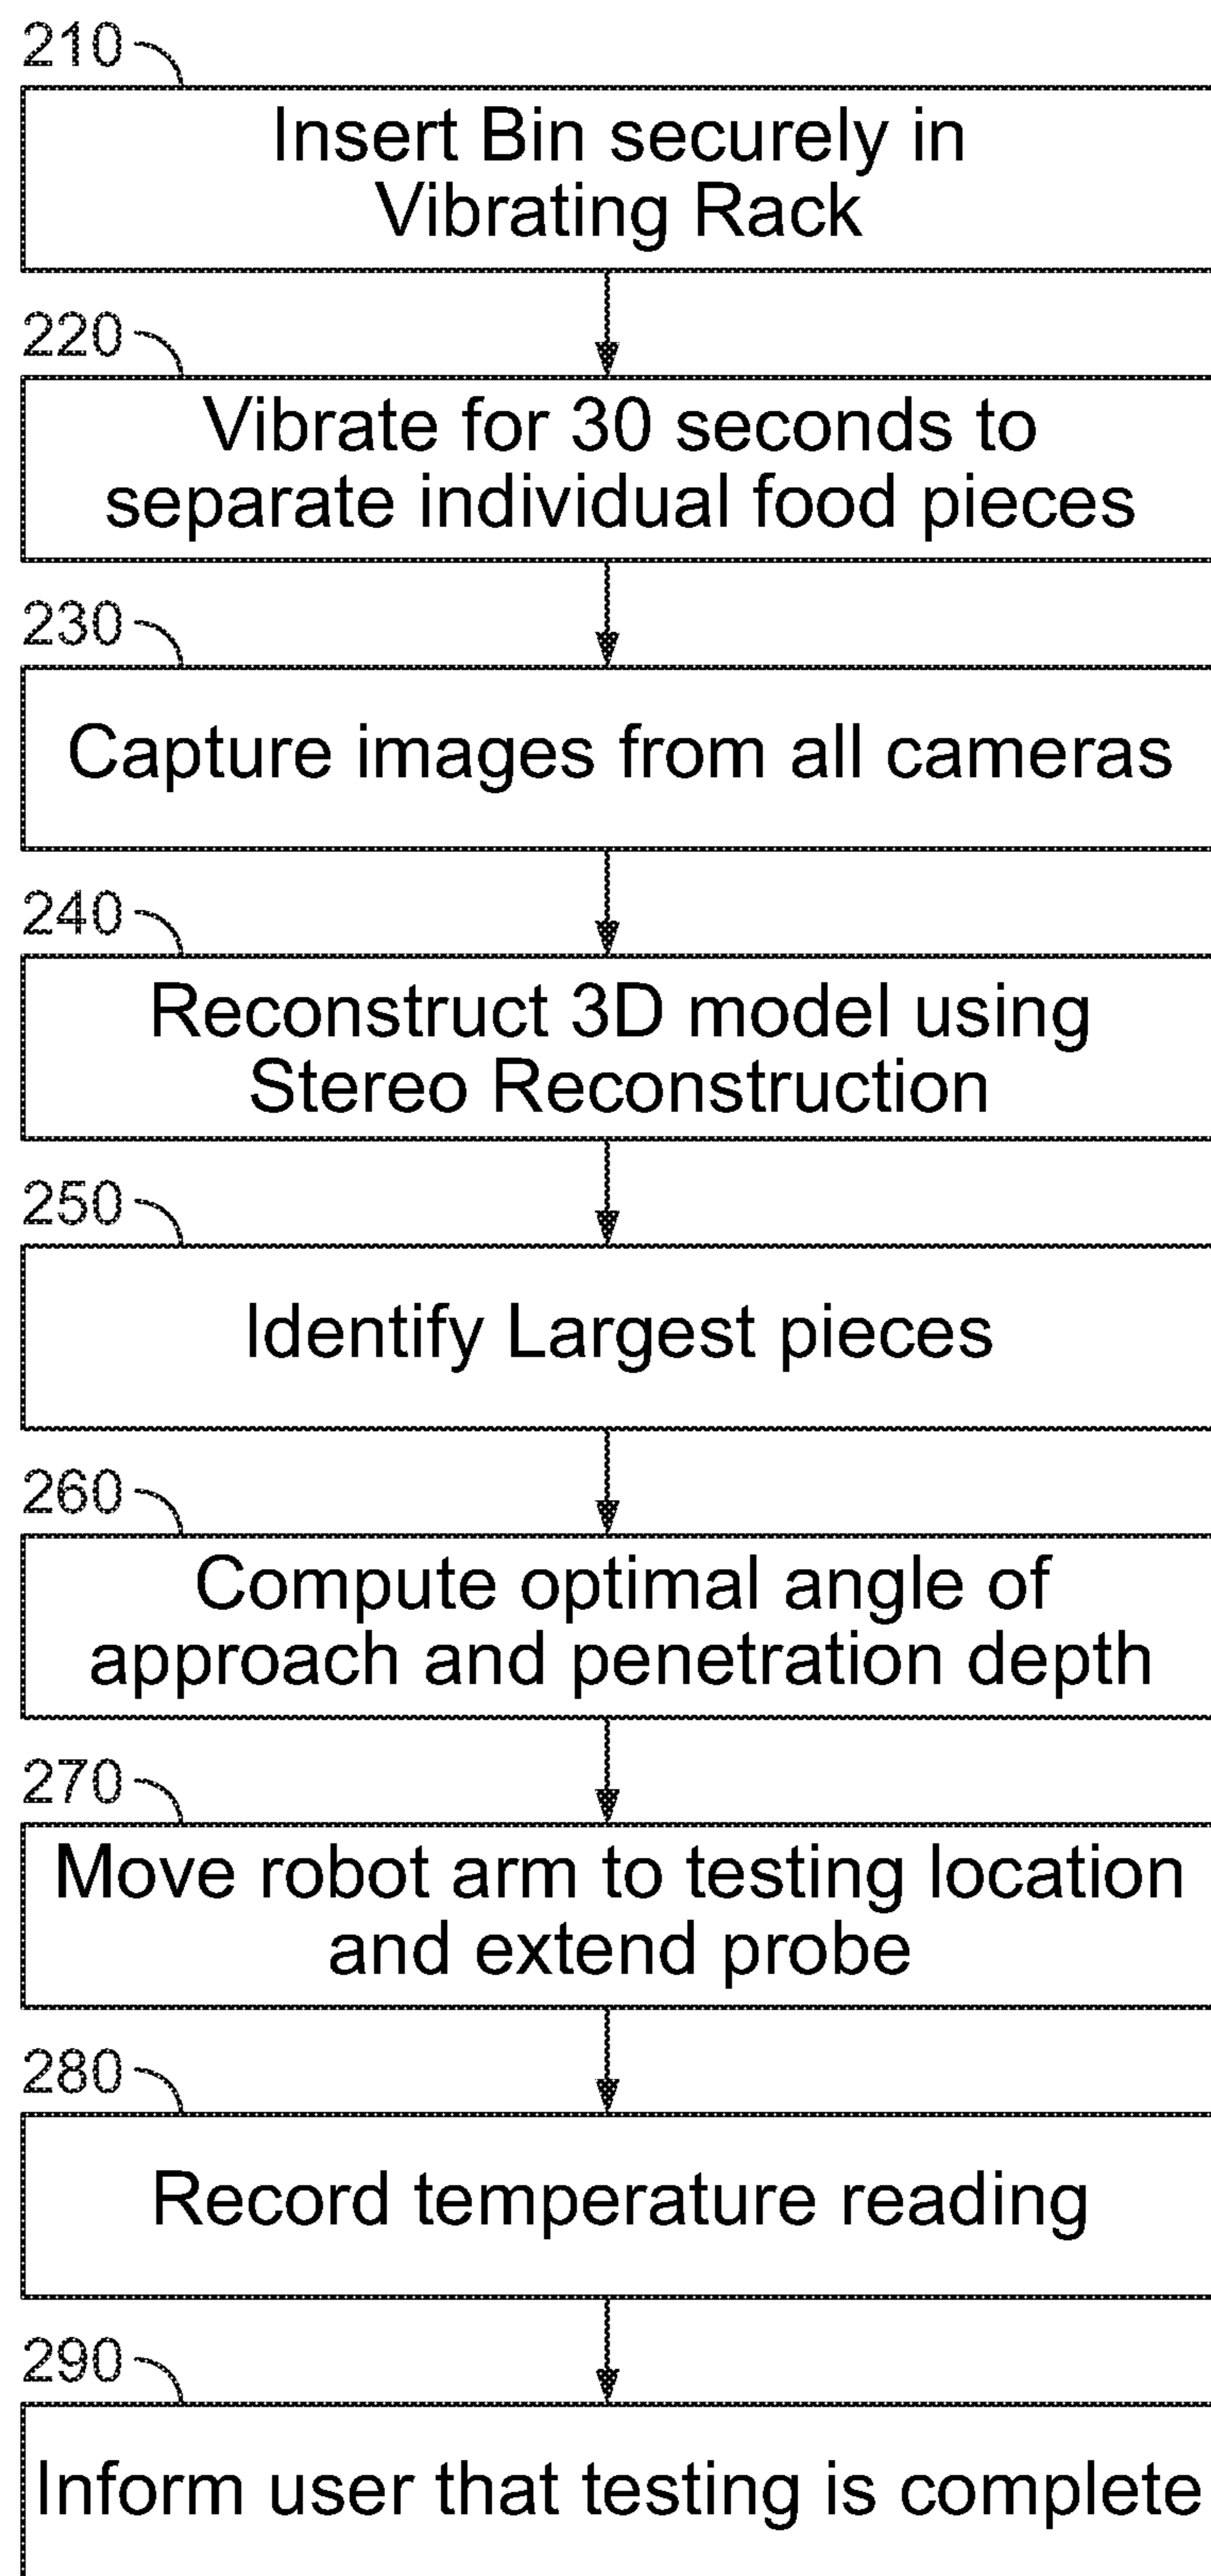 210
Insert Bin securely in
Vibrating Rack
220
Vibrate for 30 seconds to
separate individual food pieces
230
Capture images from all cameras
240
Reconstruct 3D model using
Stereo Reconstruction
250
Identify Largest pieces
260
Compute optimal angle of
approach and penetration depth
270
Move robot arm to testing location
and extend probe
280
Record temperature reading
290
Inform user that testing is complete